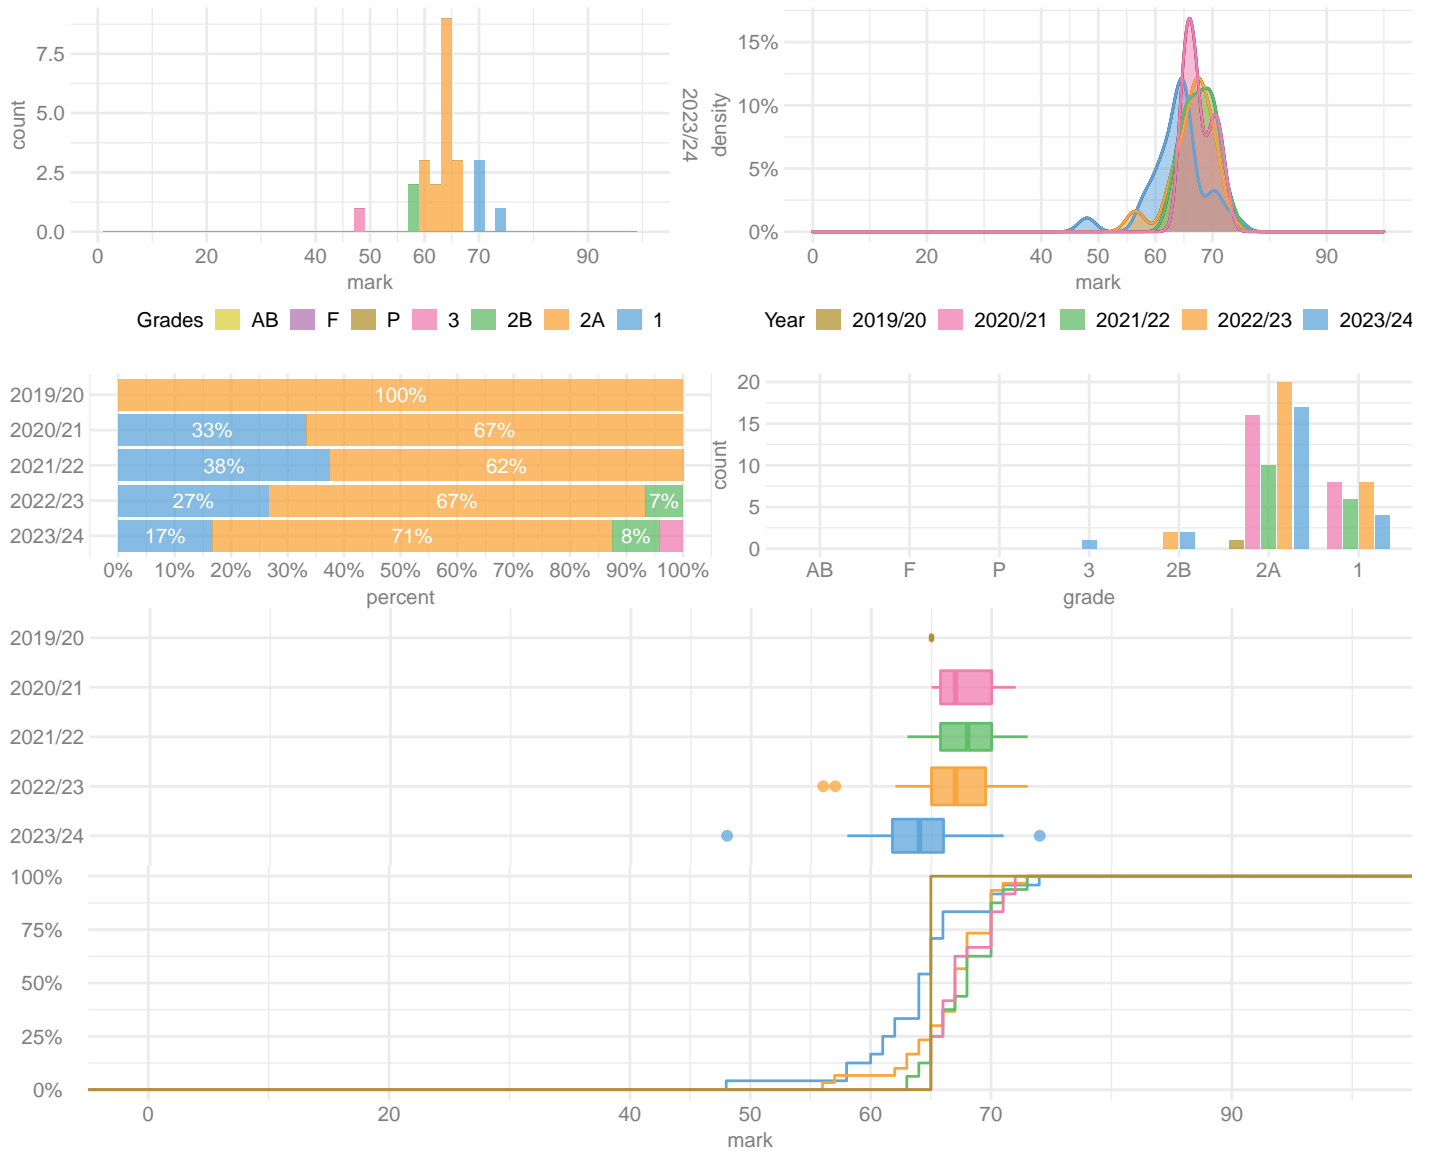 7.5
5.0
2.5
0.0
count
0 20 40 50 60 70 90
mark
2023/24
15%
10%
5%
0%
density
0 20 40 50 60 70 90
mark
Grades AB F P 3 2B 2A 1
Year 2019/20 2020/21 2021/22 2022/23 2023/24
2019/20 100%
2020/21 33% 67%
2021/22 38% 62%
2022/23 27% 67% 7%
2023/24 17% 71% 8%
0% 10% 20% 30% 40% 50% 60% 70% 80% 90% 100%
percent
20
15
10
5
0
count
AB F P 3 2B 2A 1
grade
2019/20
2020/21
2021/22
2022/23
2023/24
100%
75%
50%
25%
0%
0 20 40 50 60 70 90
mark